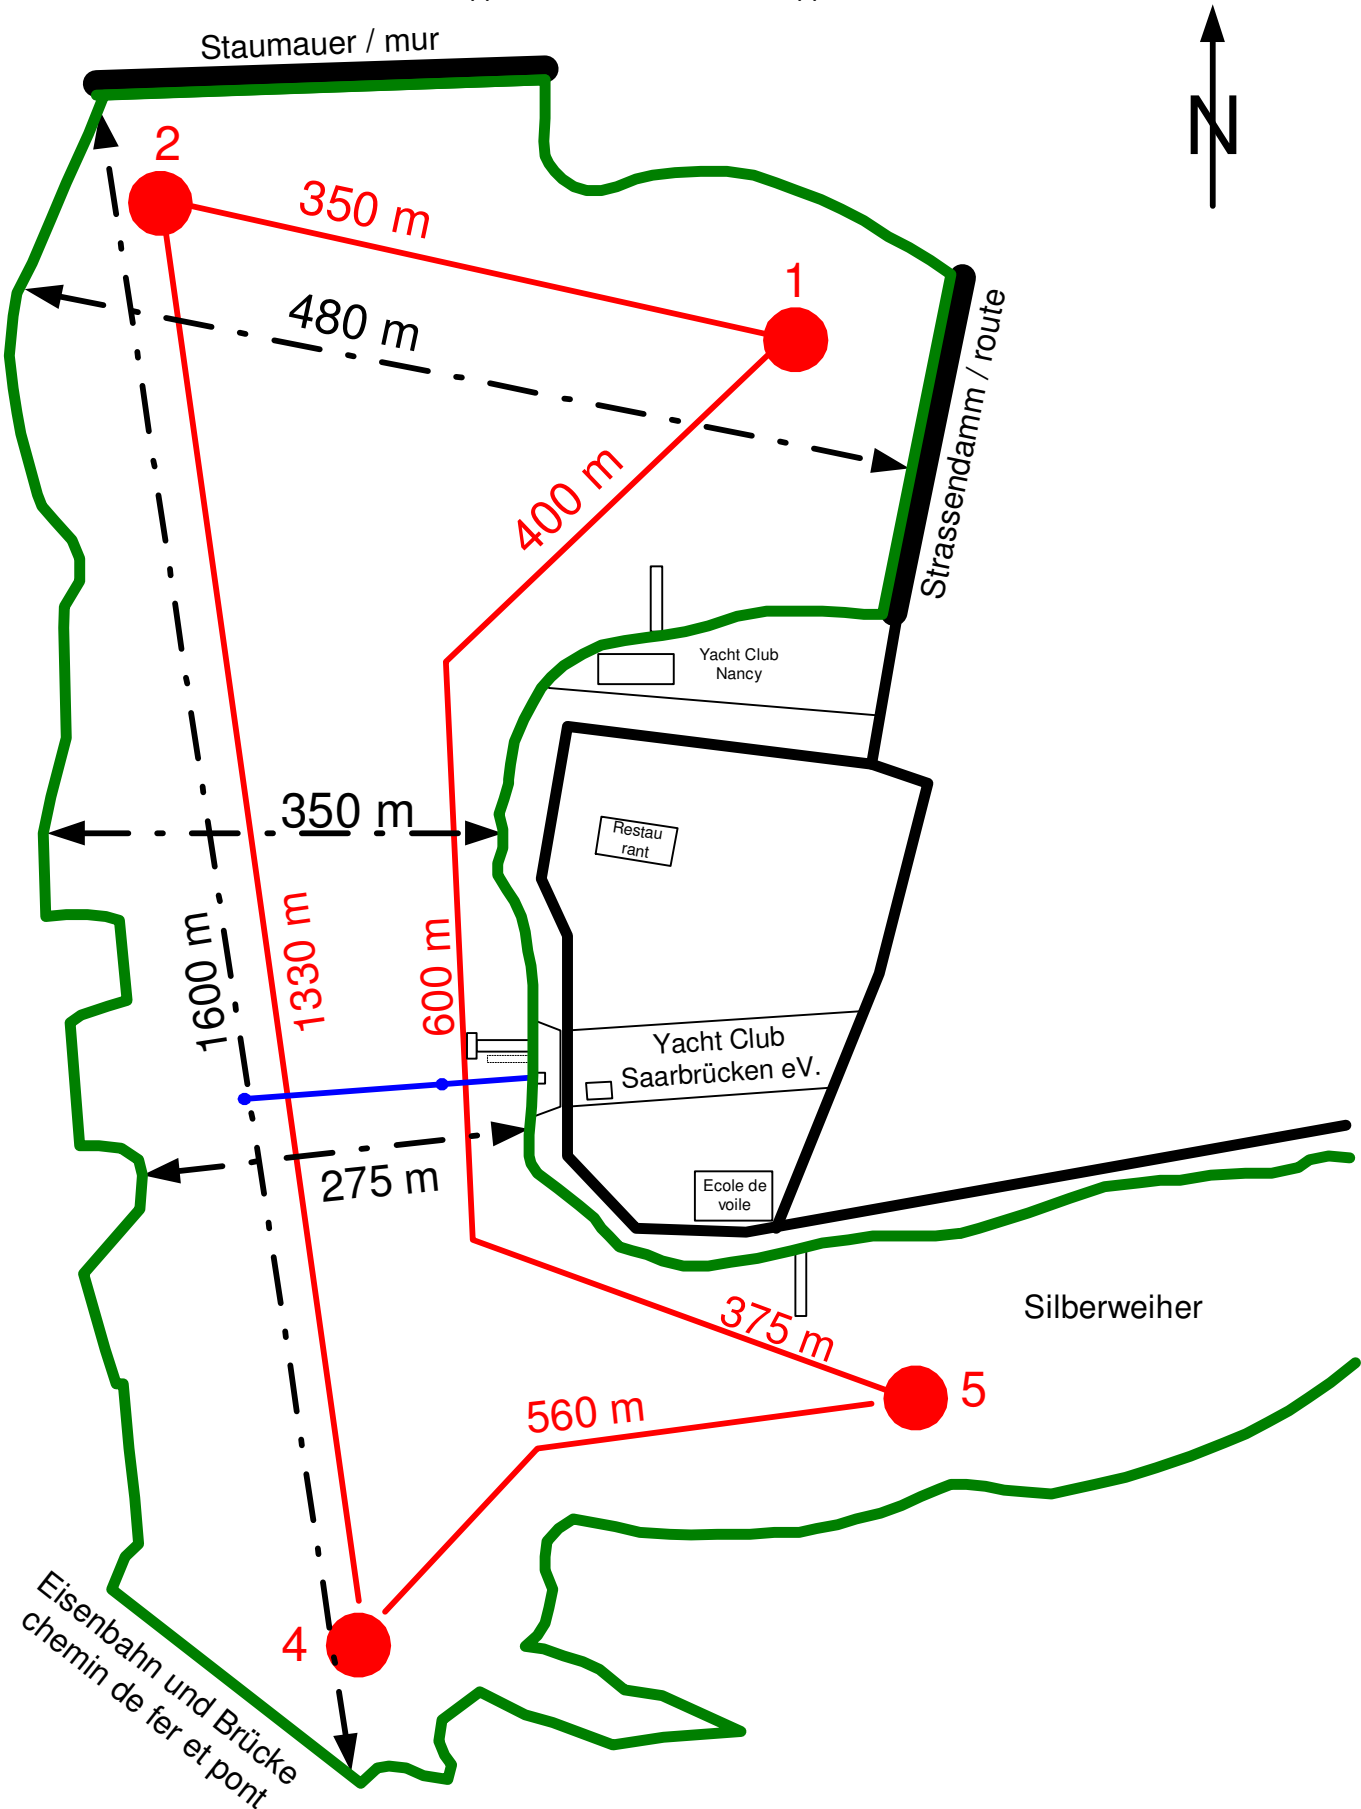 Staumauer / mur
N
2
350 m
1
480 m
Strassendamm / route
400 m
Yacht Club
Nancy
350 m
Restau
rant
1600 m
1330 m
600 m
Yacht Club
Saarbrücken eV.
275 m
Ecole de
voile
Silberweiher
375 m
5
560 m
4
Eisenbahn und Brücke
chemin de fer et pont